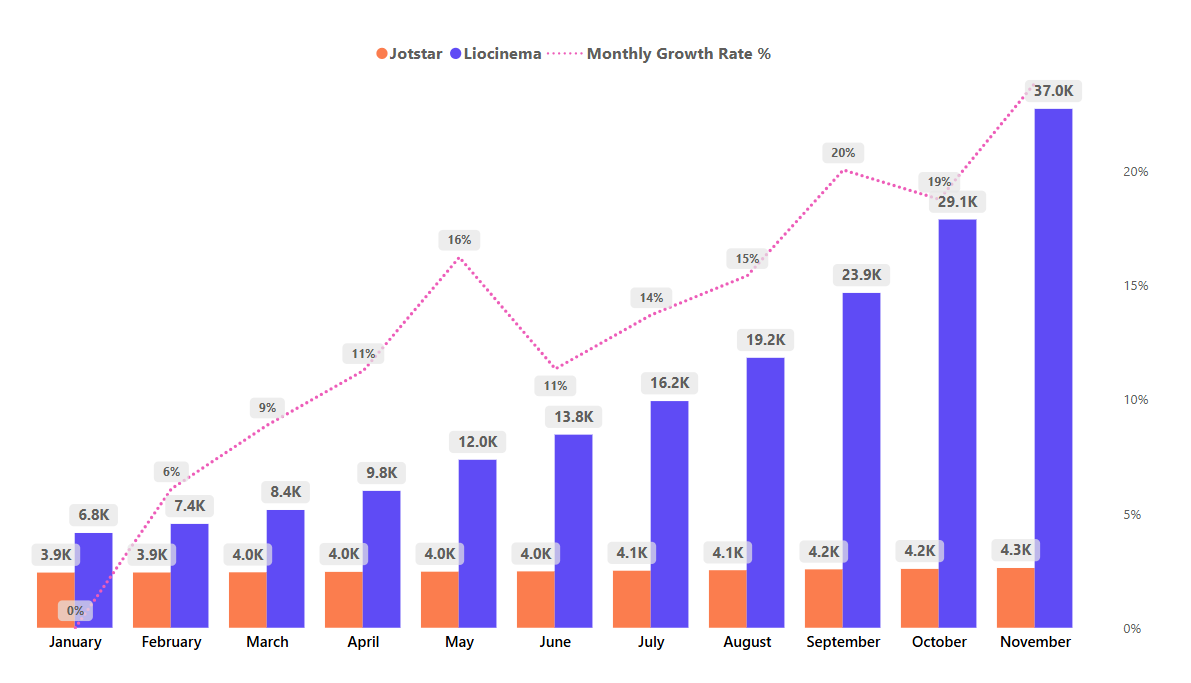 Jotstar Liocinema Monthly Growth Rate %
37.0K
20%
20%
19%
29.1K
16%
15%
23.9K
15%
14%
19.2K
11%
11%
16.2K
10%
9%
13.8K
12.0K
6%
9.8K
8.4K
7.4K
6.8K
5%
3.9K 3.9K 4.0K 4.0K 4.0K 4.0K 4.1K 4.1K 4.2K 4.2K 4.3K
0%
0%
January February March April May June July August September October November